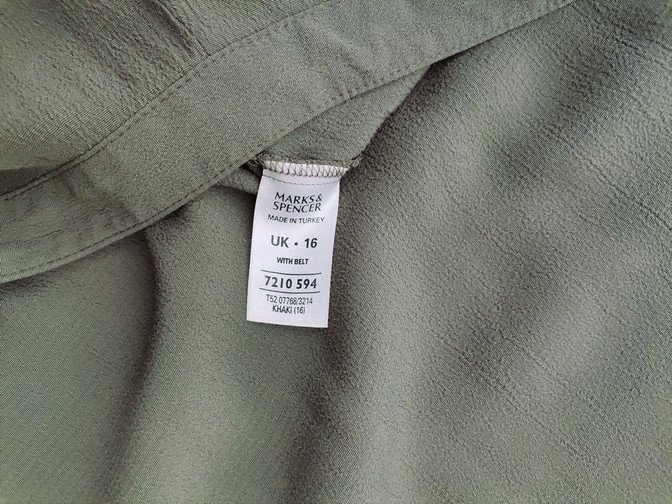 MARKS &
SPENCER
MADE IN TURKEY
UK • 16
WITH BELT
7210 594
T52 07768/3214
KHAKI (16)